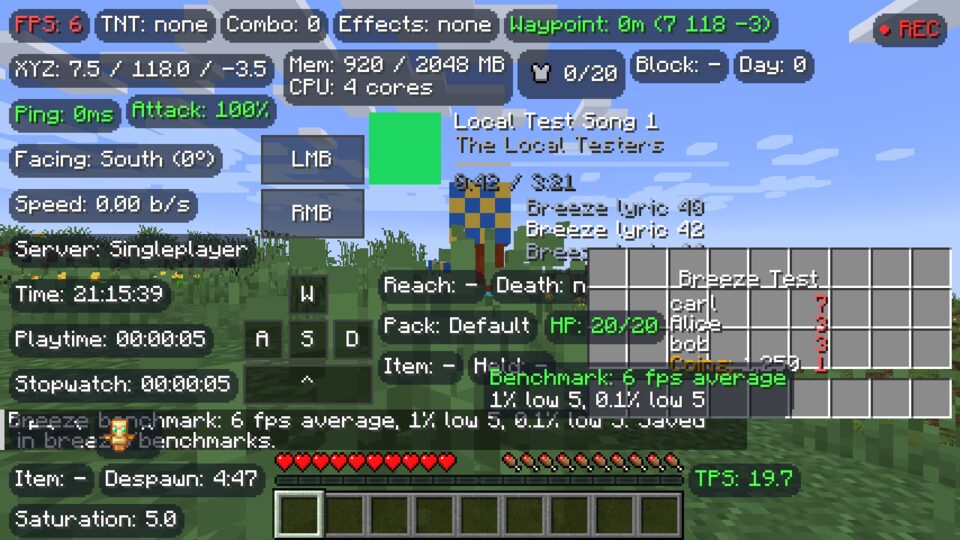 FPS: 6 TNT: none Combo: 0 Effects: none Waypoint: 0m (7 118 -3) REC
XYZ: 7.5 / 118.0 / -3.5 Mem: 920 / 2048 MB 0/20 Block: - Day: 0
CPU: 4 cores
Ping: 0ms Attack: 100%
Local Test Song 1
The Local Testers
Facing: South (0°) LMB
0:42 / 3:21
Speed: 0.00 b/s RMB
Breeze lyric 40
Breeze lyric 42
Breeze lyric
Server: Singleplayer
Breeze Test
Time: 21:15:39 W Reach: - Death:
carl 7
Alice 3
bob 3
Coins: 1,250 1
Playtime: 00:00:05 A S D Pack: Default HP: 20/20
Item: - Held: -
Stopwatch: 00:00:05 ^
Benchmark: 6 fps average
1% low 5, 0.1% low 5
Breeze benchmark: 6 fps average, 1% low 5, 0.1% low 5. Saved
in breeze benchmarks.
Item: - Despawn: 4:47 TPS: 19.7
Saturation: 5.0